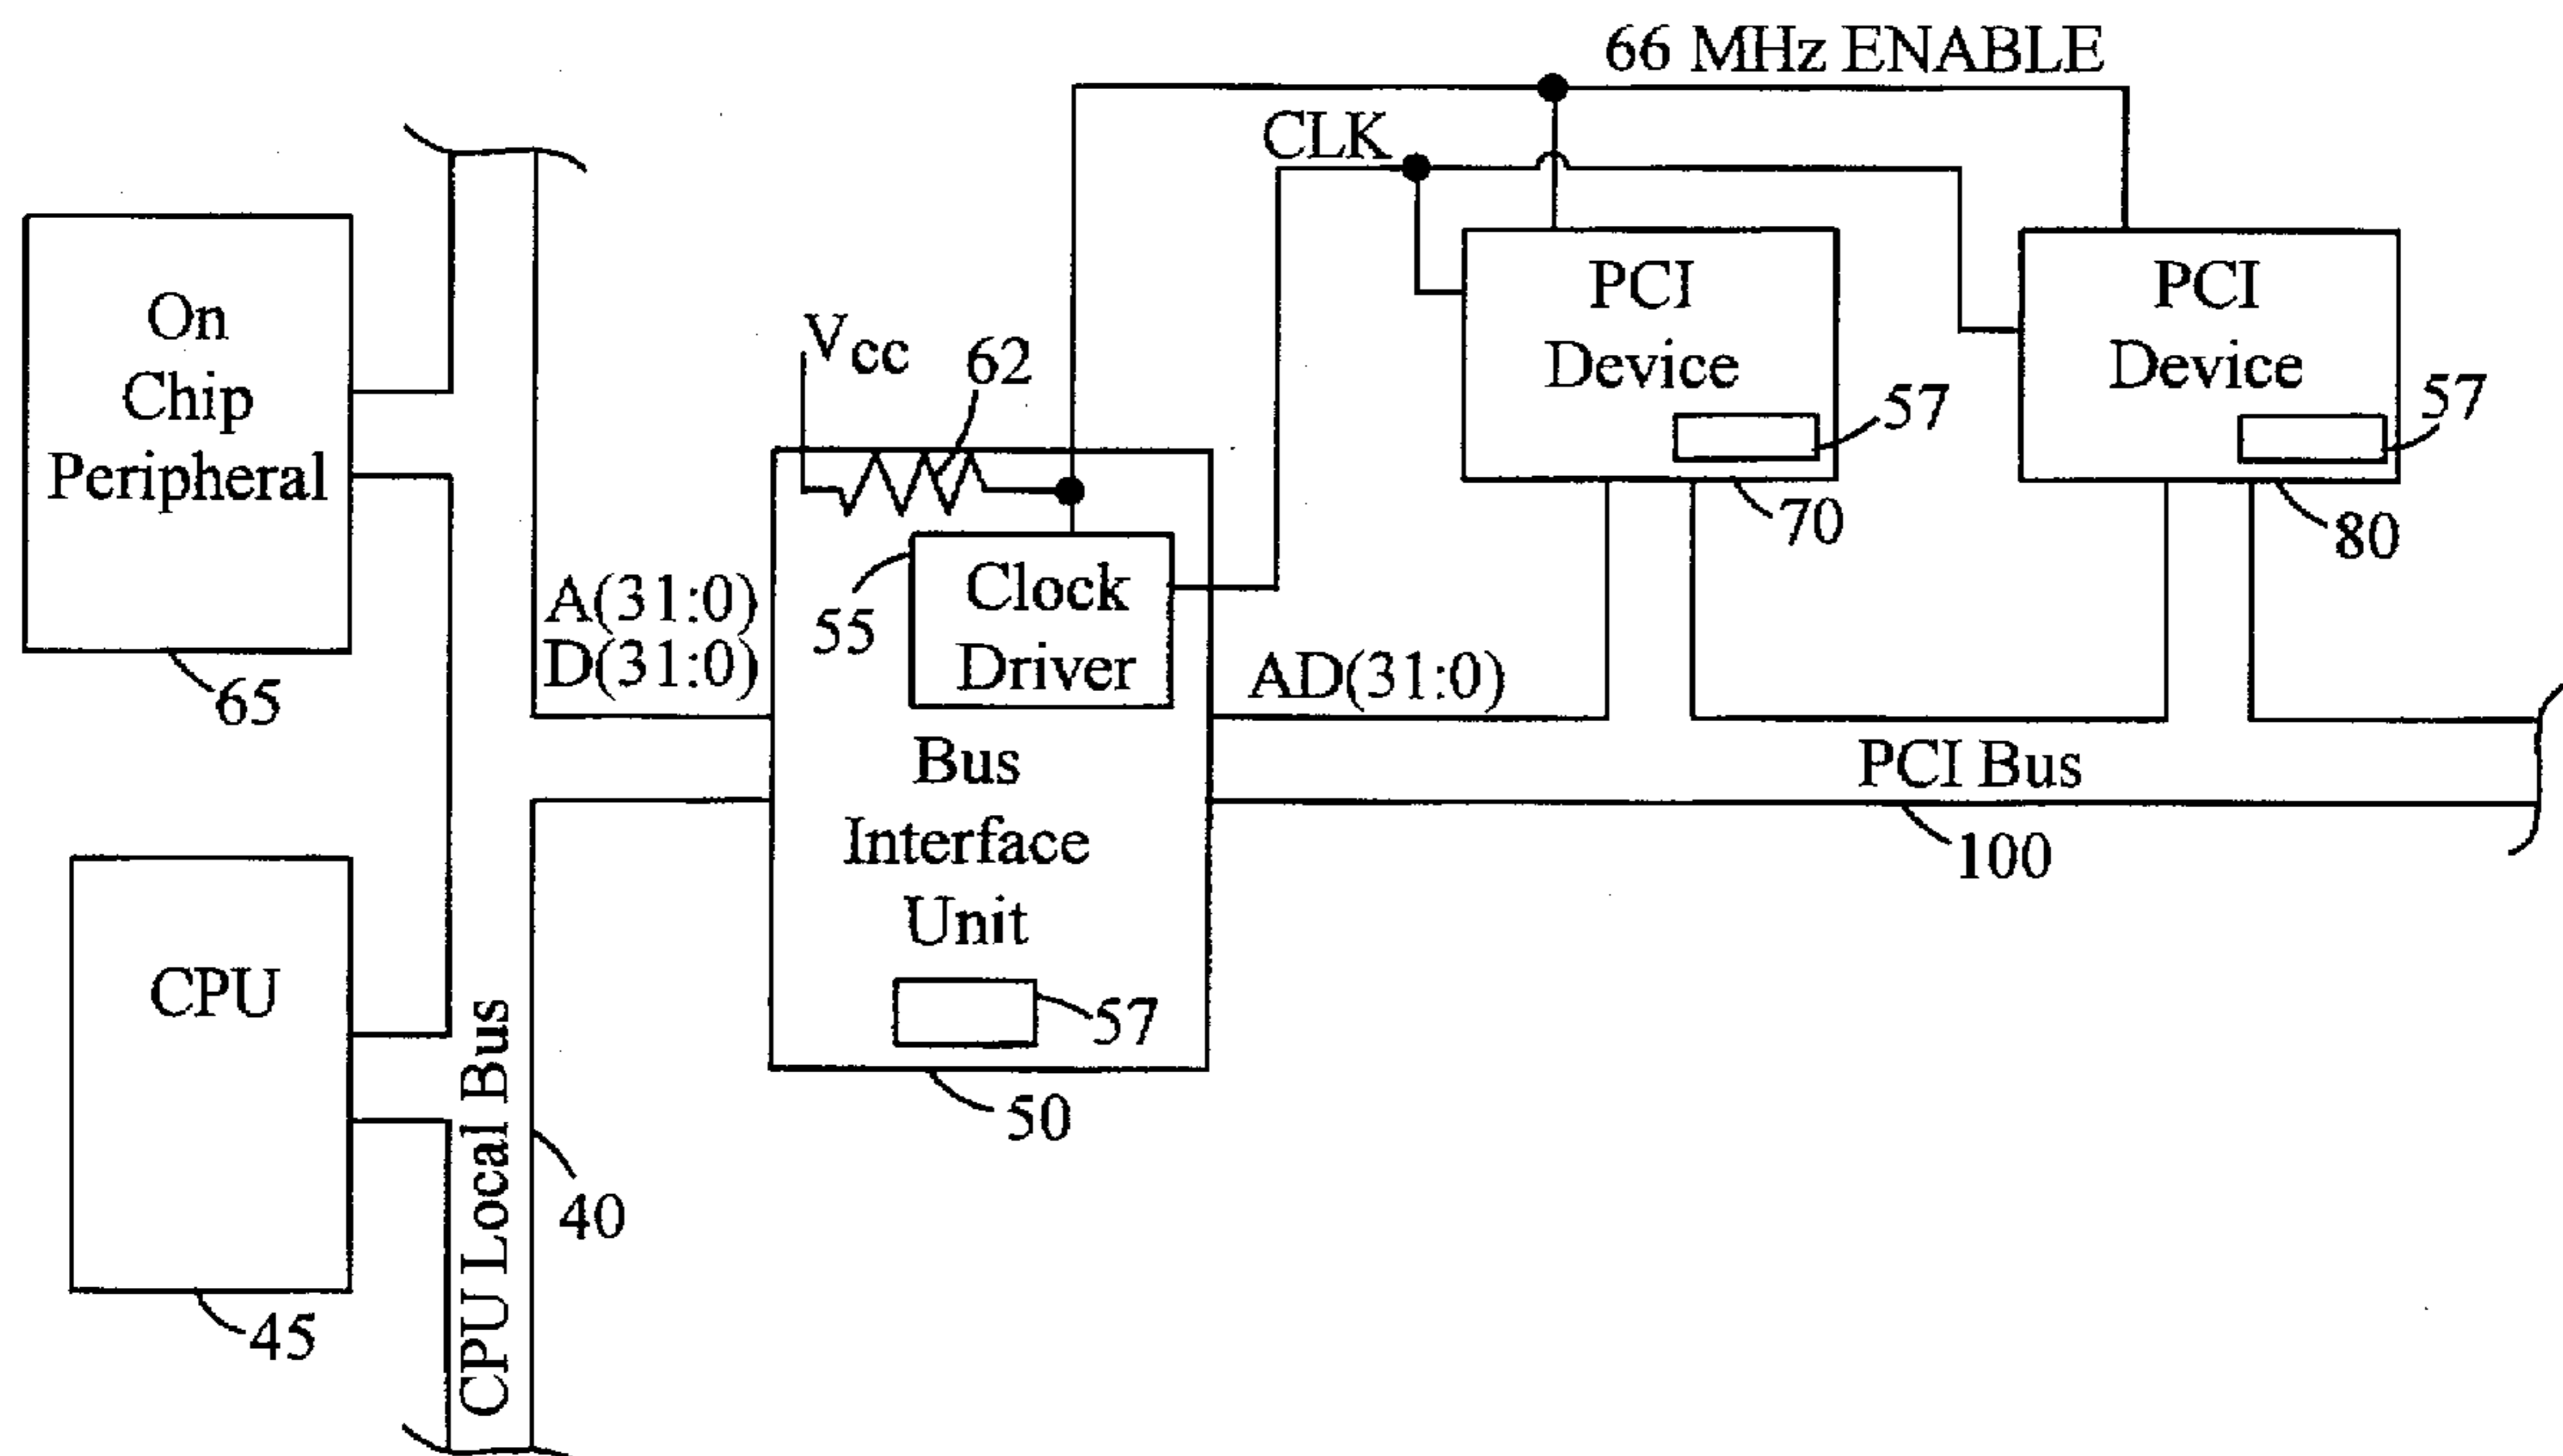 66 MHz ENABLE
CLK
On
Chip
Peripheral
65
Vcc
62
PCI
Device
57
70
PCI
Device
57
80
A(31:0)
D(31:0)
55
Clock
Driver
AD(31:0)
Bus
Interface
Unit
57
50
PCI Bus
100
CPU
45
CPU Local Bus
40